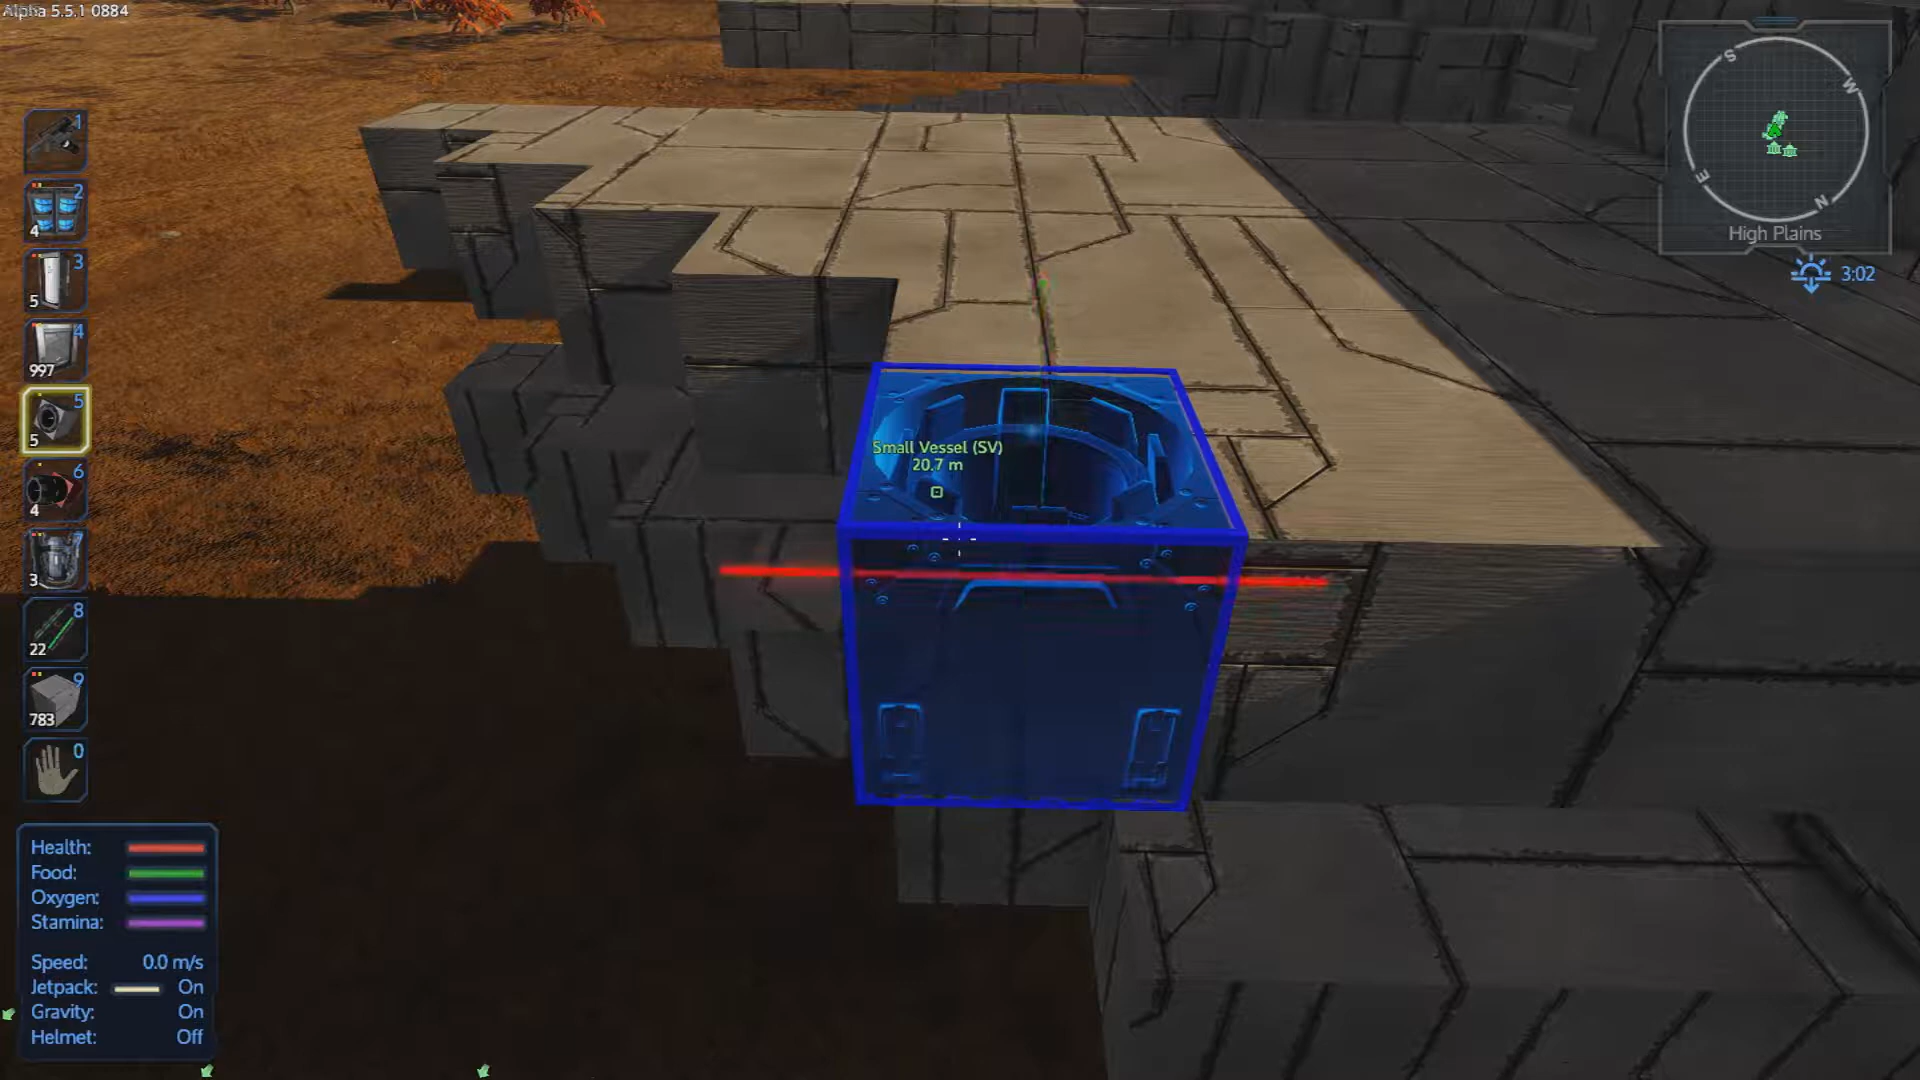 Alpha 5.5.1 0884
1
2
4
3
5
4
997
5
5
6
4
7
3
8
22
9
783
0
Small Vessel (SV)
20.7 m
S
W
E
N
High Plains
3:02
Health:
Food:
Oxygen:
Stamina:
Speed: 0.0 m/s
Jetpack: On
Gravity: On
Helmet: Off